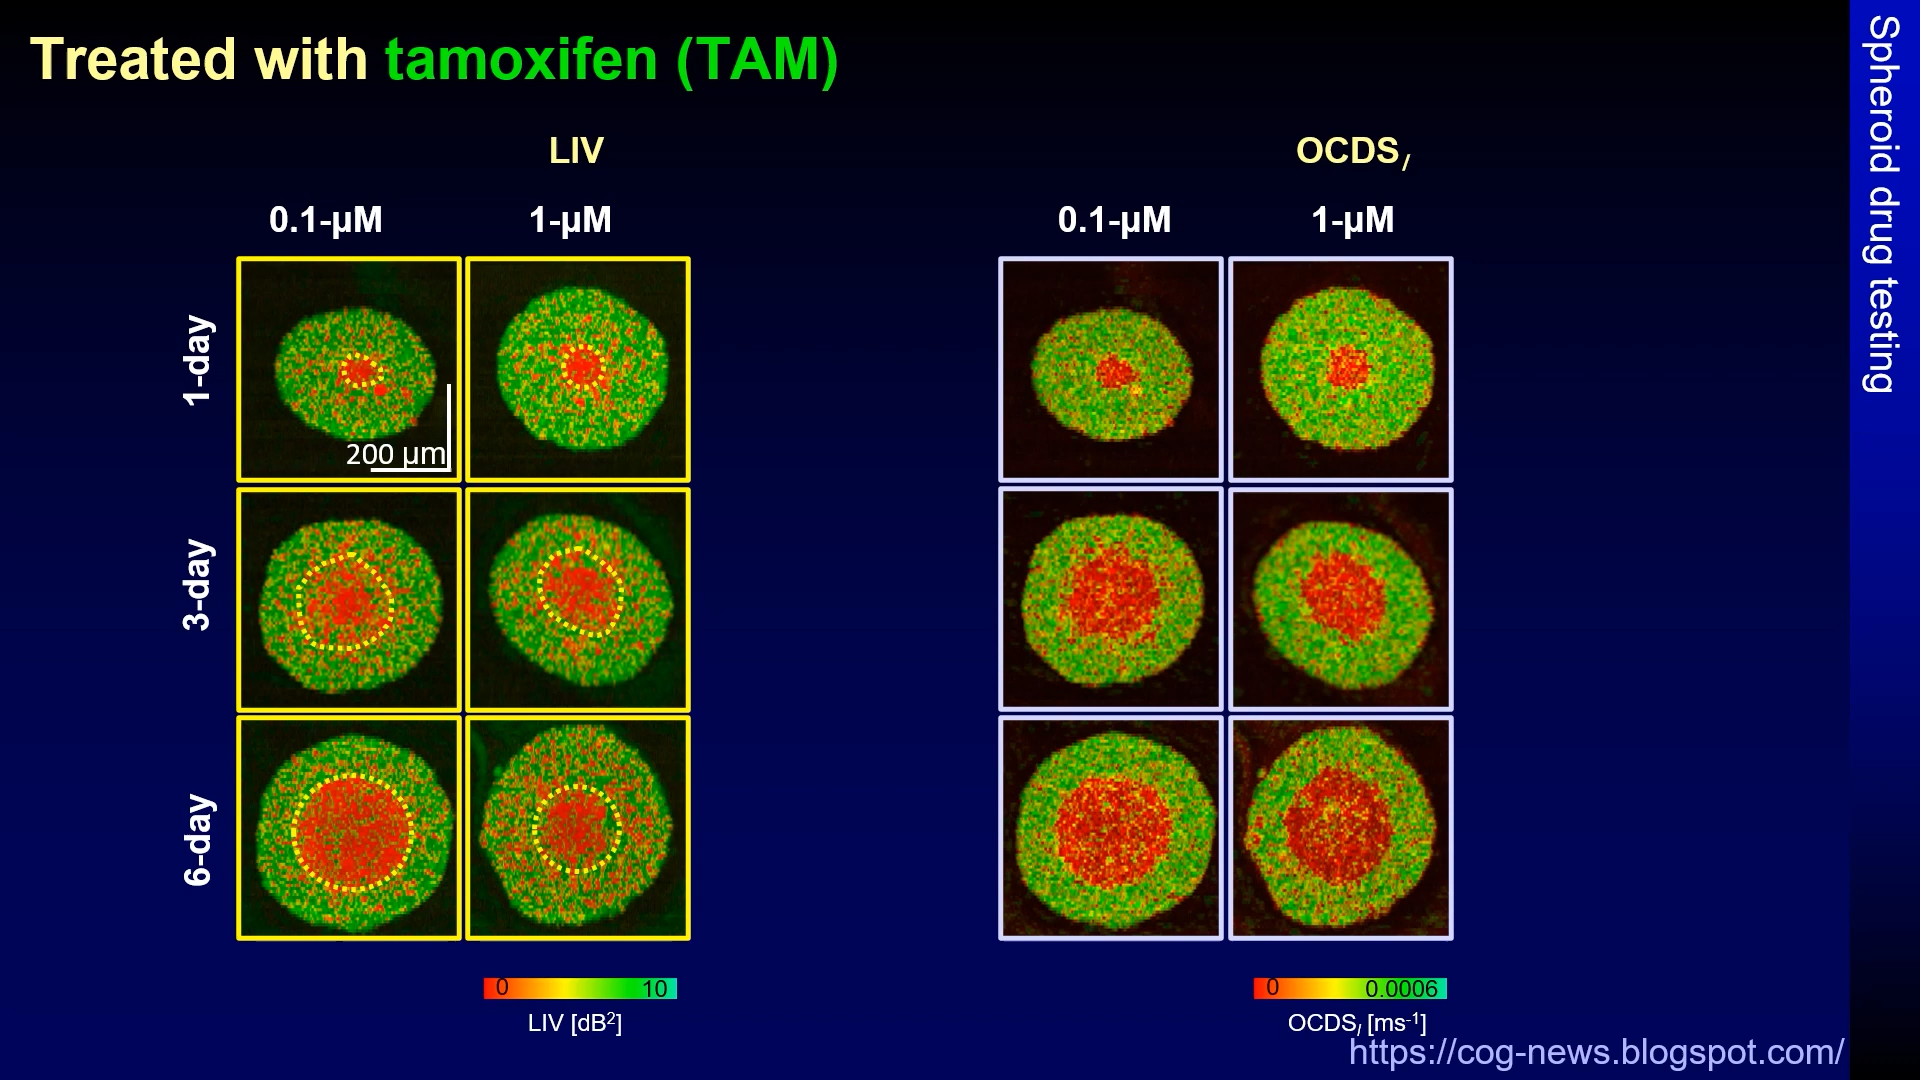 Treated with tamoxifen (TAM)
Spheroid drug testing
LIV
OCDSₗ
0.1-µM
1-µM
0.1-µM
1-µM
1-day
200 µm
3-day
6-day
0
10
LIV [dB²]
0
0.0006
OCDSₗ [ms⁻¹]
https://cog-news.blogspot.com/